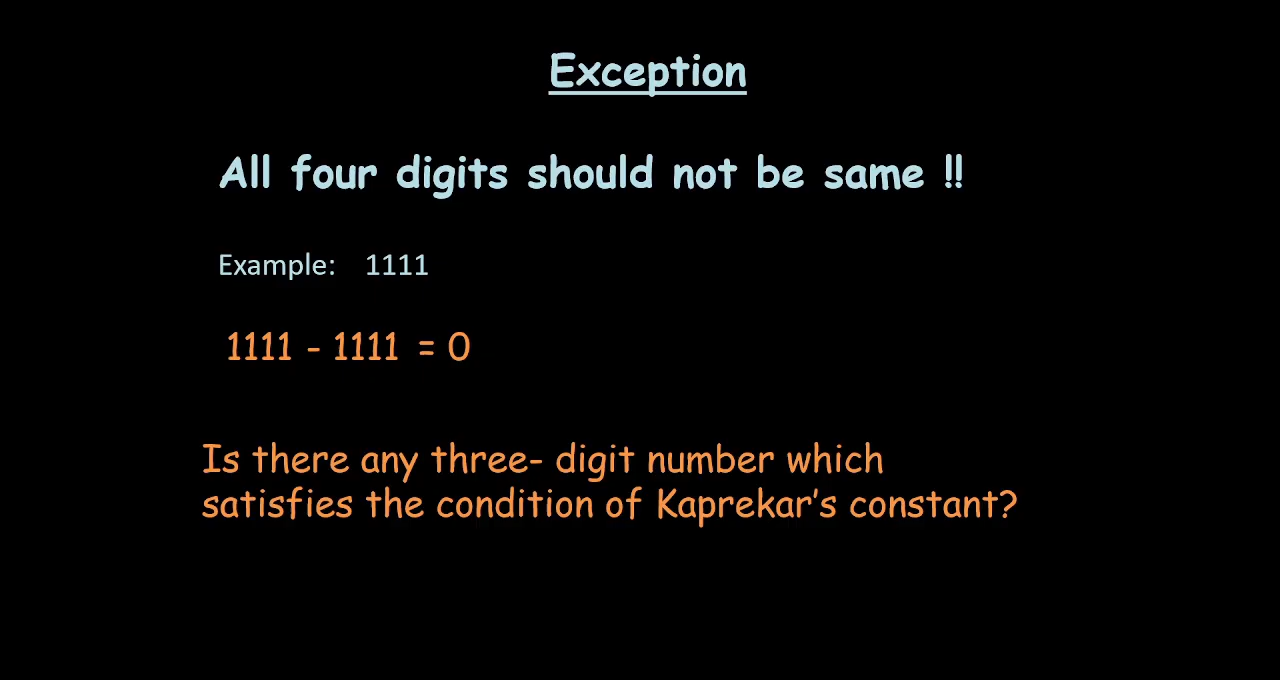 Exception
All four digits should not be same !!
Example: 1111
1111 - 1111 = 0
Is there any three- digit number which
satisfies the condition of Kaprekar's constant?